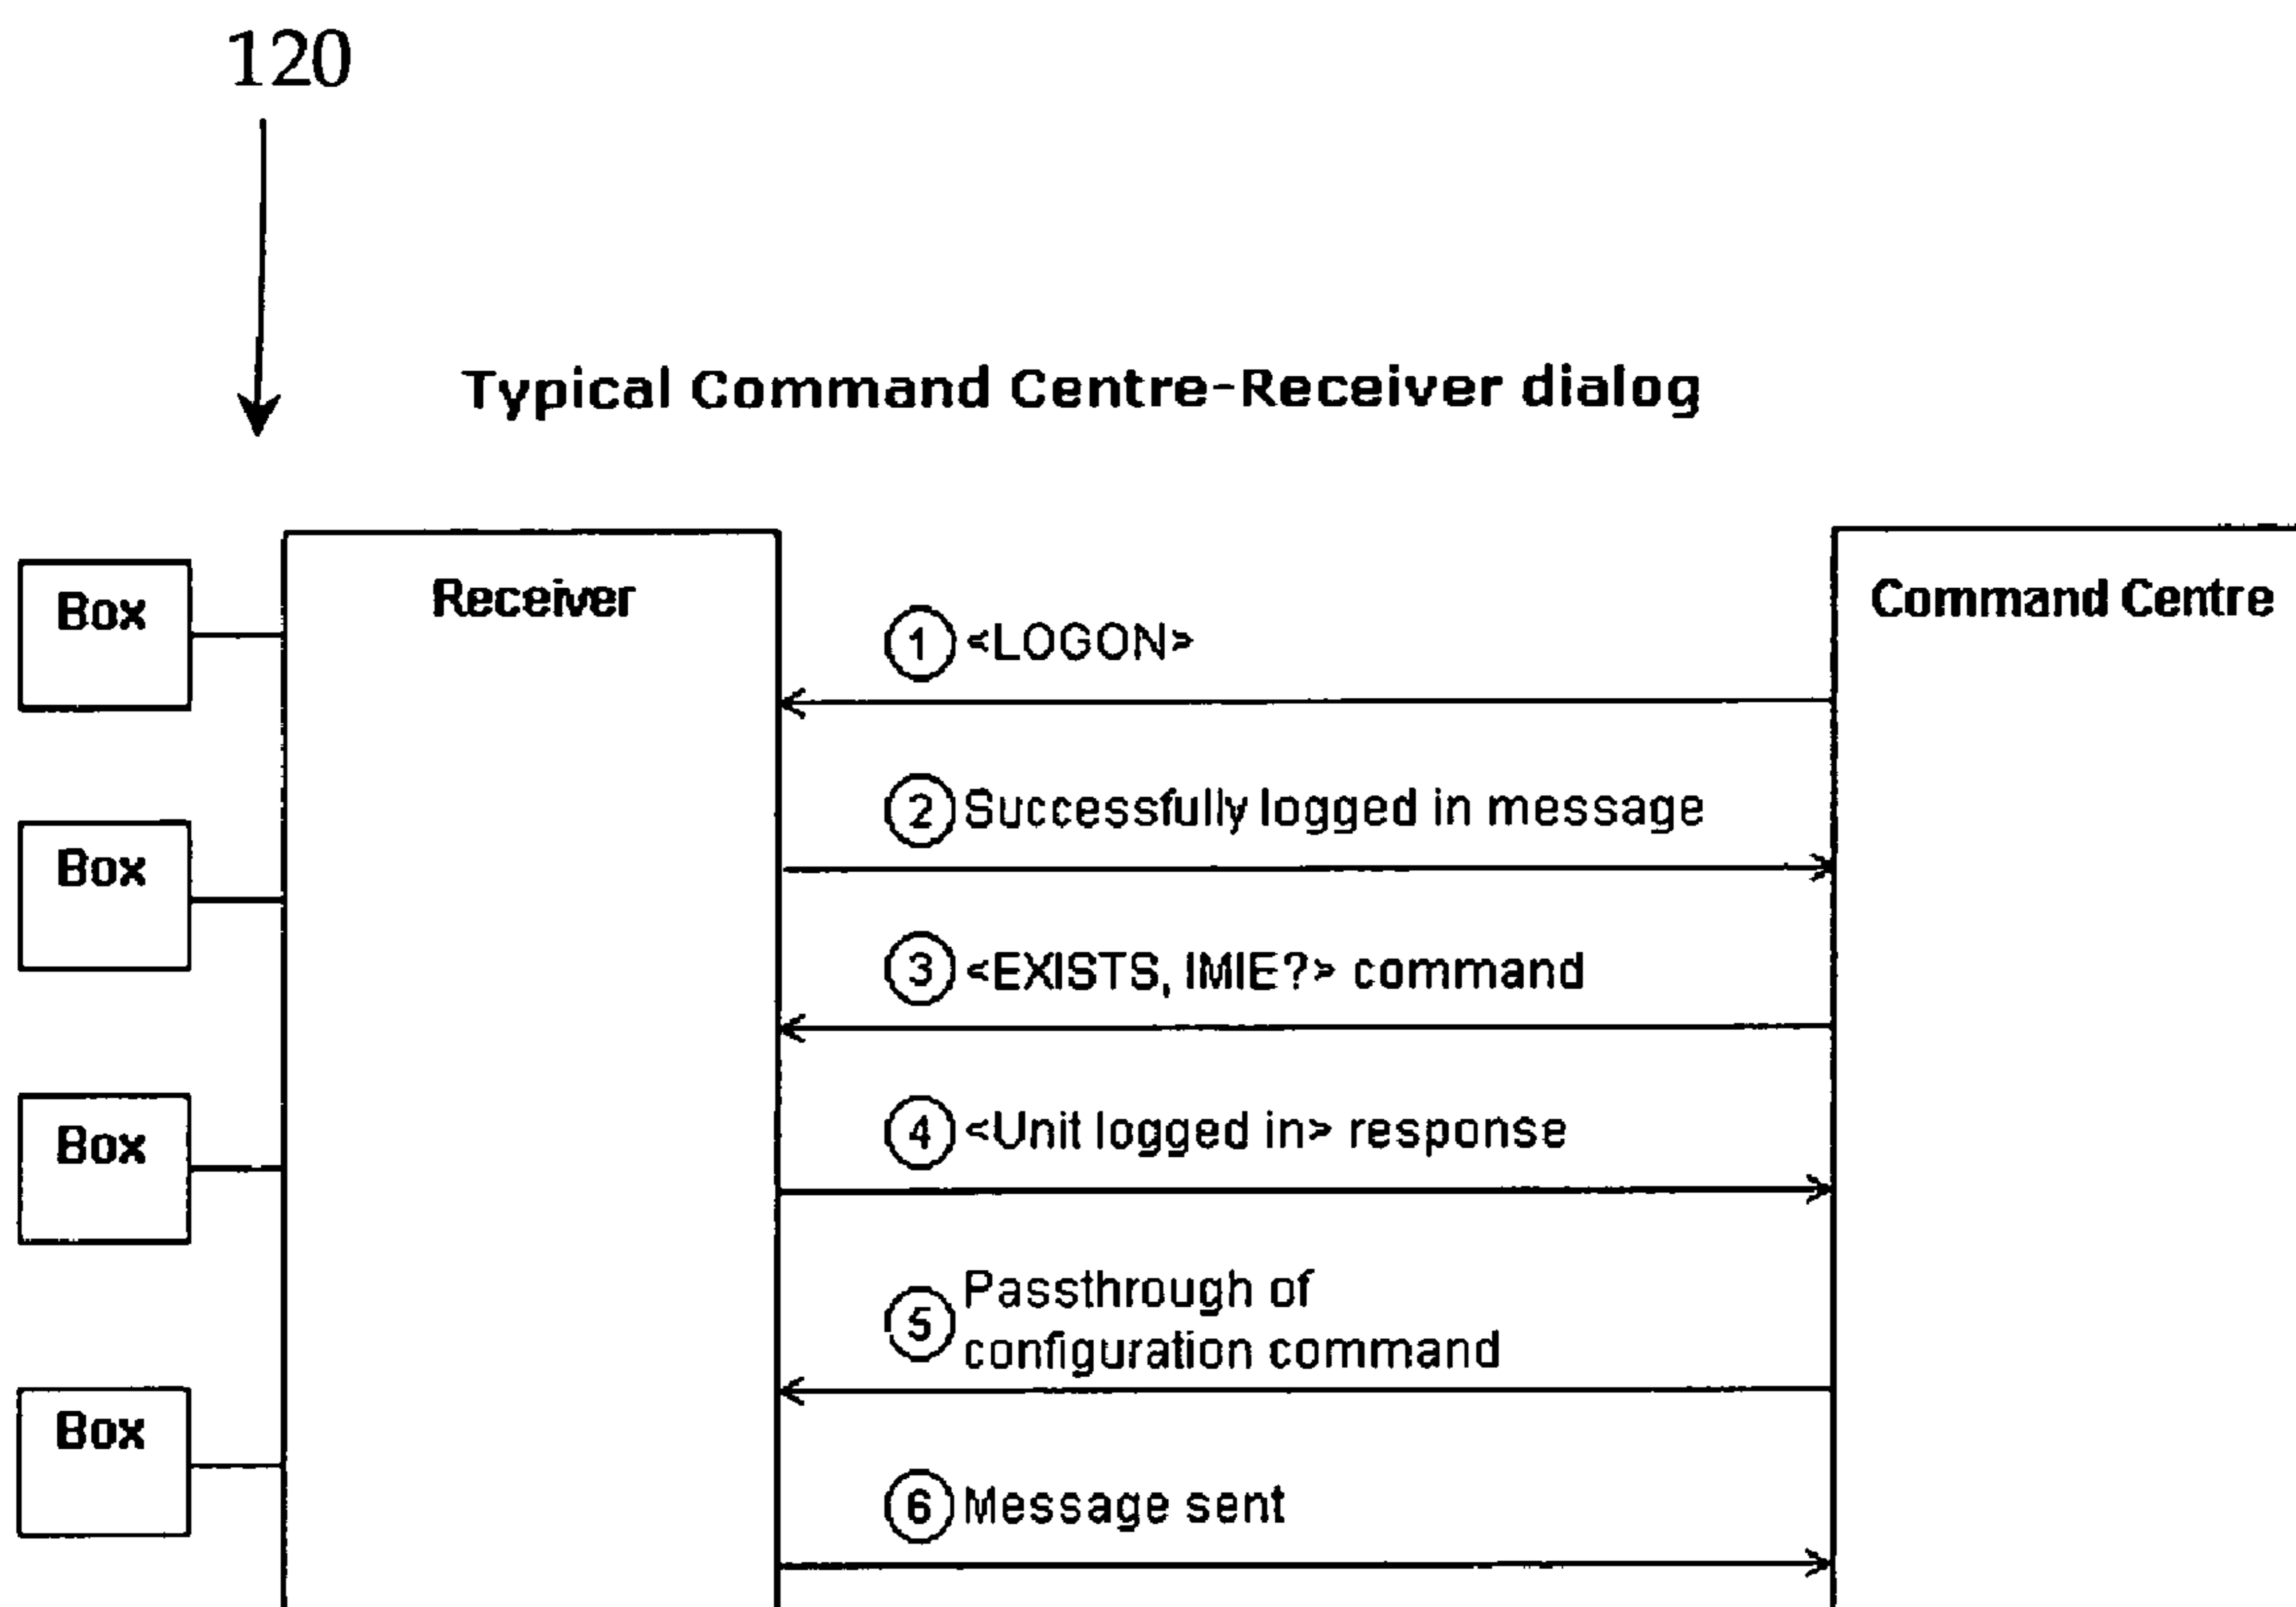 120
Typical Command Centre-Receiver dialog
Box
Receiver
Command Centre
1 <LOGON>
Box
2 Successfully logged in message
3 <EXISTS, IMIE?> command
Box
4 <Unit logged in> response
5 Passthrough of
configuration command
Box
6 Message sent